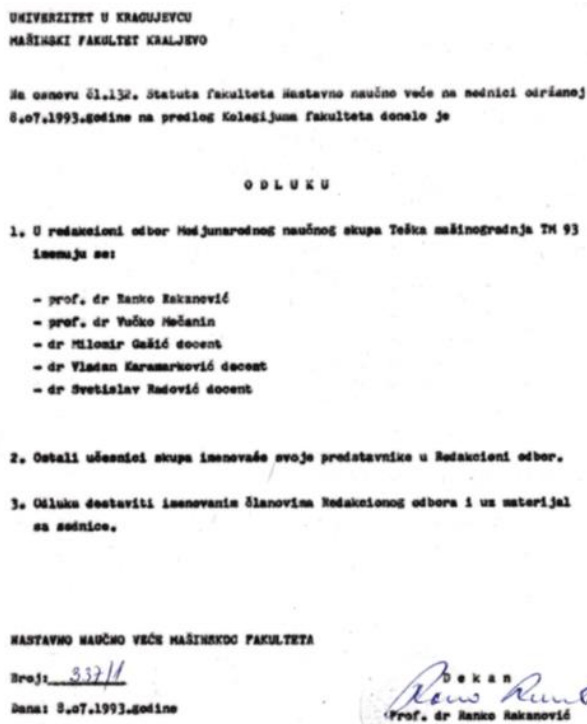 UNIVERZITET U KRAGUJEVCU
MAŠINSKI FAKULTET KRALJEVO
Na osnovu čl.132. Statuta fakulteta Nastavno naučno veće na sednici održanoj
8.o7.1993.godine na predlog Kolegijuma fakulteta donelo je
O D L U K U
1. U redakcioni odbor Medjunarodnog naučnog skupa Teška mašinogradnja TM 93
imenuju se:
- prof. dr Ranko Rakanović
- prof. dr Vučko Mečanin
- dr Milomir Gašić docent
- dr Vladan Karamarković docent
- dr Svetislav Radović docent
2. Ostali učesnici skupa imenovaće svoje predstavnike u Redakcioni odbor.
3. Odluku dostaviti imenovanim članovima Redakcionog odbora i uz materijal
sa sednice.
NASTAVNO NAUČNO VEĆE MAŠINSKOG FAKULTETA
Broj: 337/1
D e k a n
Dana: 8.o7.1993.godine
Prof. dr Ranko Rakanović